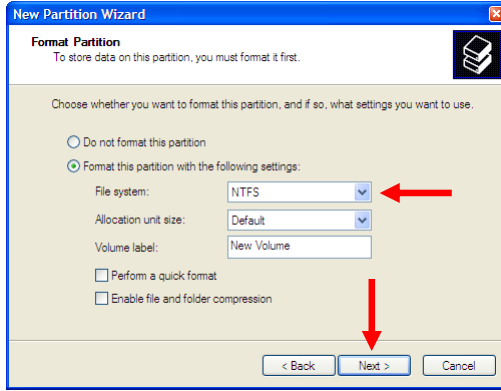 New Partition Wizard
Format Partition
To store data on this partition, you must format it first.
Choose whether you want to format this partition, and if so, what settings you want to use.
Do not format this partition
Format this partition with the following settings:
File system: NTFS
Allocation unit size: Default
Volume label: New Volume
Perform a quick format
Enable file and folder compression
< Back Next > Cancel